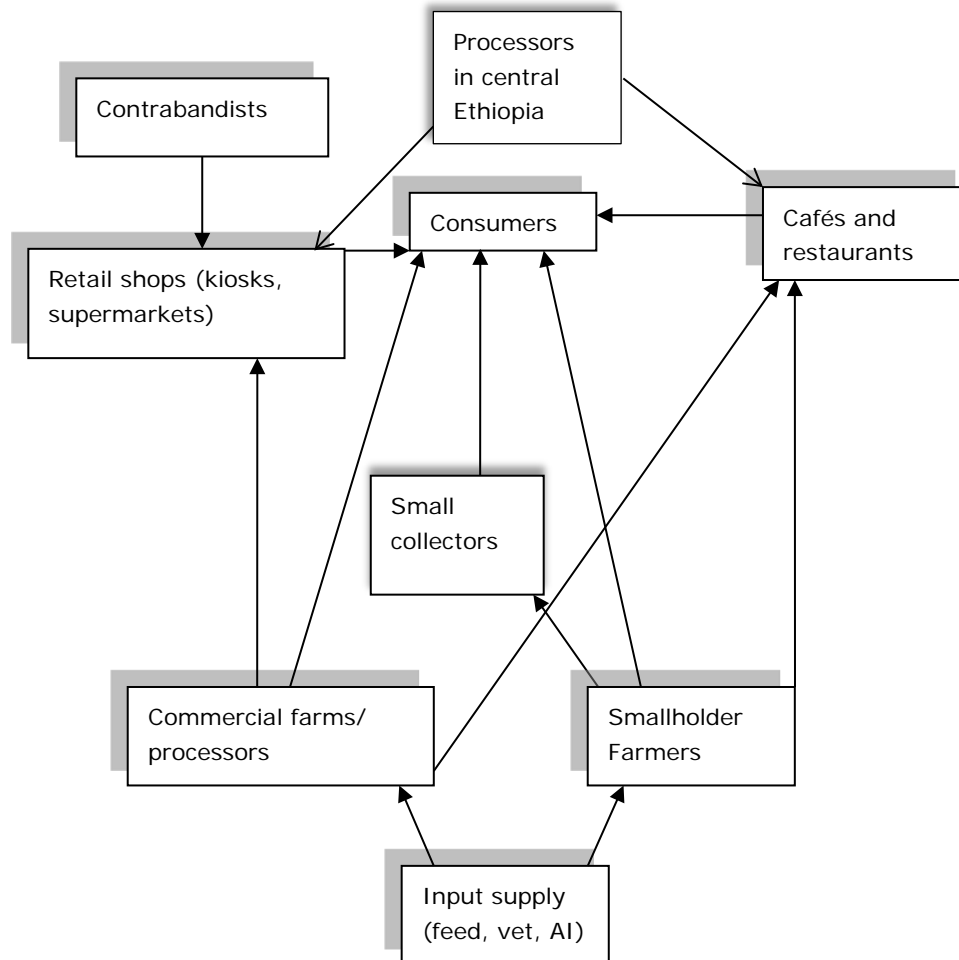 Processors
in central
Ethiopia
Contrabandists
Consumers
Cafés and
restaurants
Retail shops (kiosks,
supermarkets)
Small
collectors
Commercial farms/
processors
Smallholder
Farmers
Input supply
(feed, vet, AI)